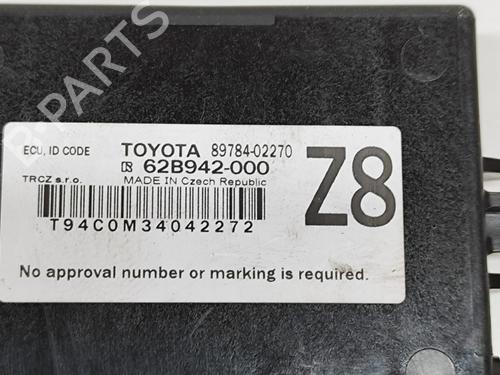 B-PARTS
ECU, ID CODE TOYOTA 89784-02270
62B942-000
Z8
TRCZ s.r.o. MADE IN Czech Republic
T94C0M34042272
No approval number or marking is required.